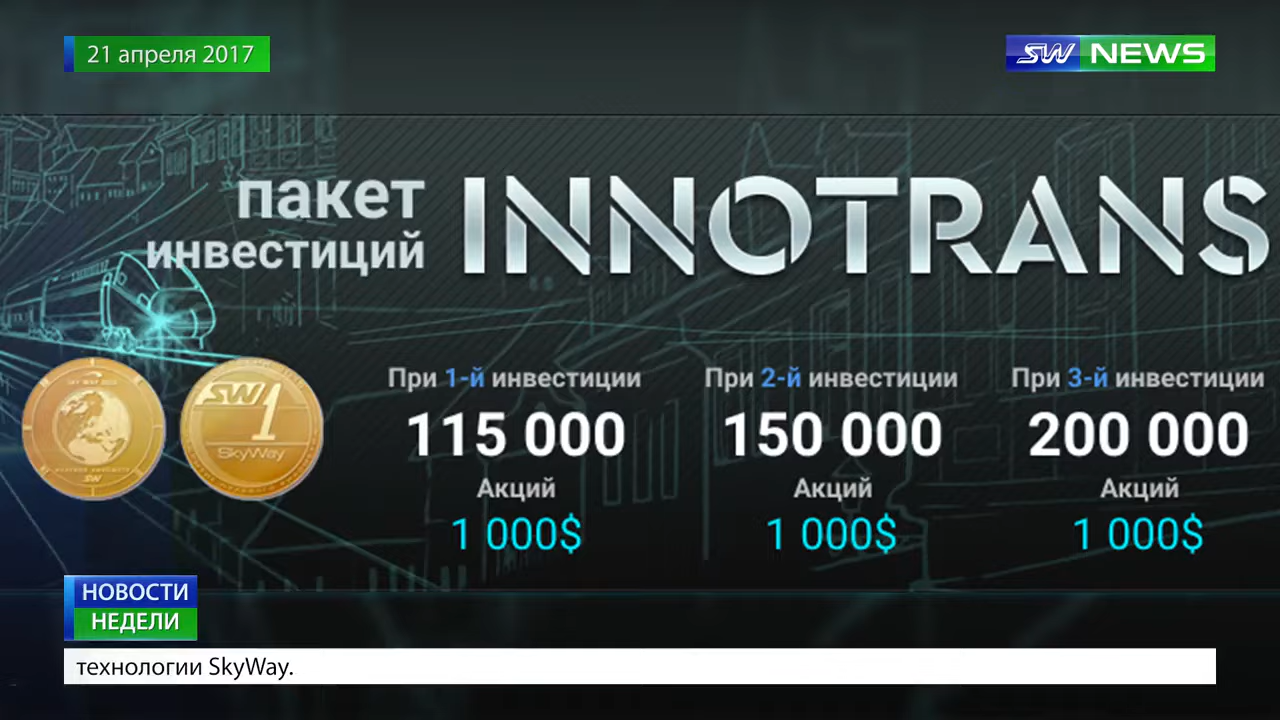 21 апреля 2017
SW NEWS
пакет
инвестиций
INNOTRANS
SW 1
SkyWay
SW
При 1-й инвестиции
115 000
Акций
1 000$
При 2-й инвестиции
150 000
Акций
1 000$
При 3-й инвестиции
200 000
Акций
1 000$
НОВОСТИ
НЕДЕЛИ
технологии SkyWay.